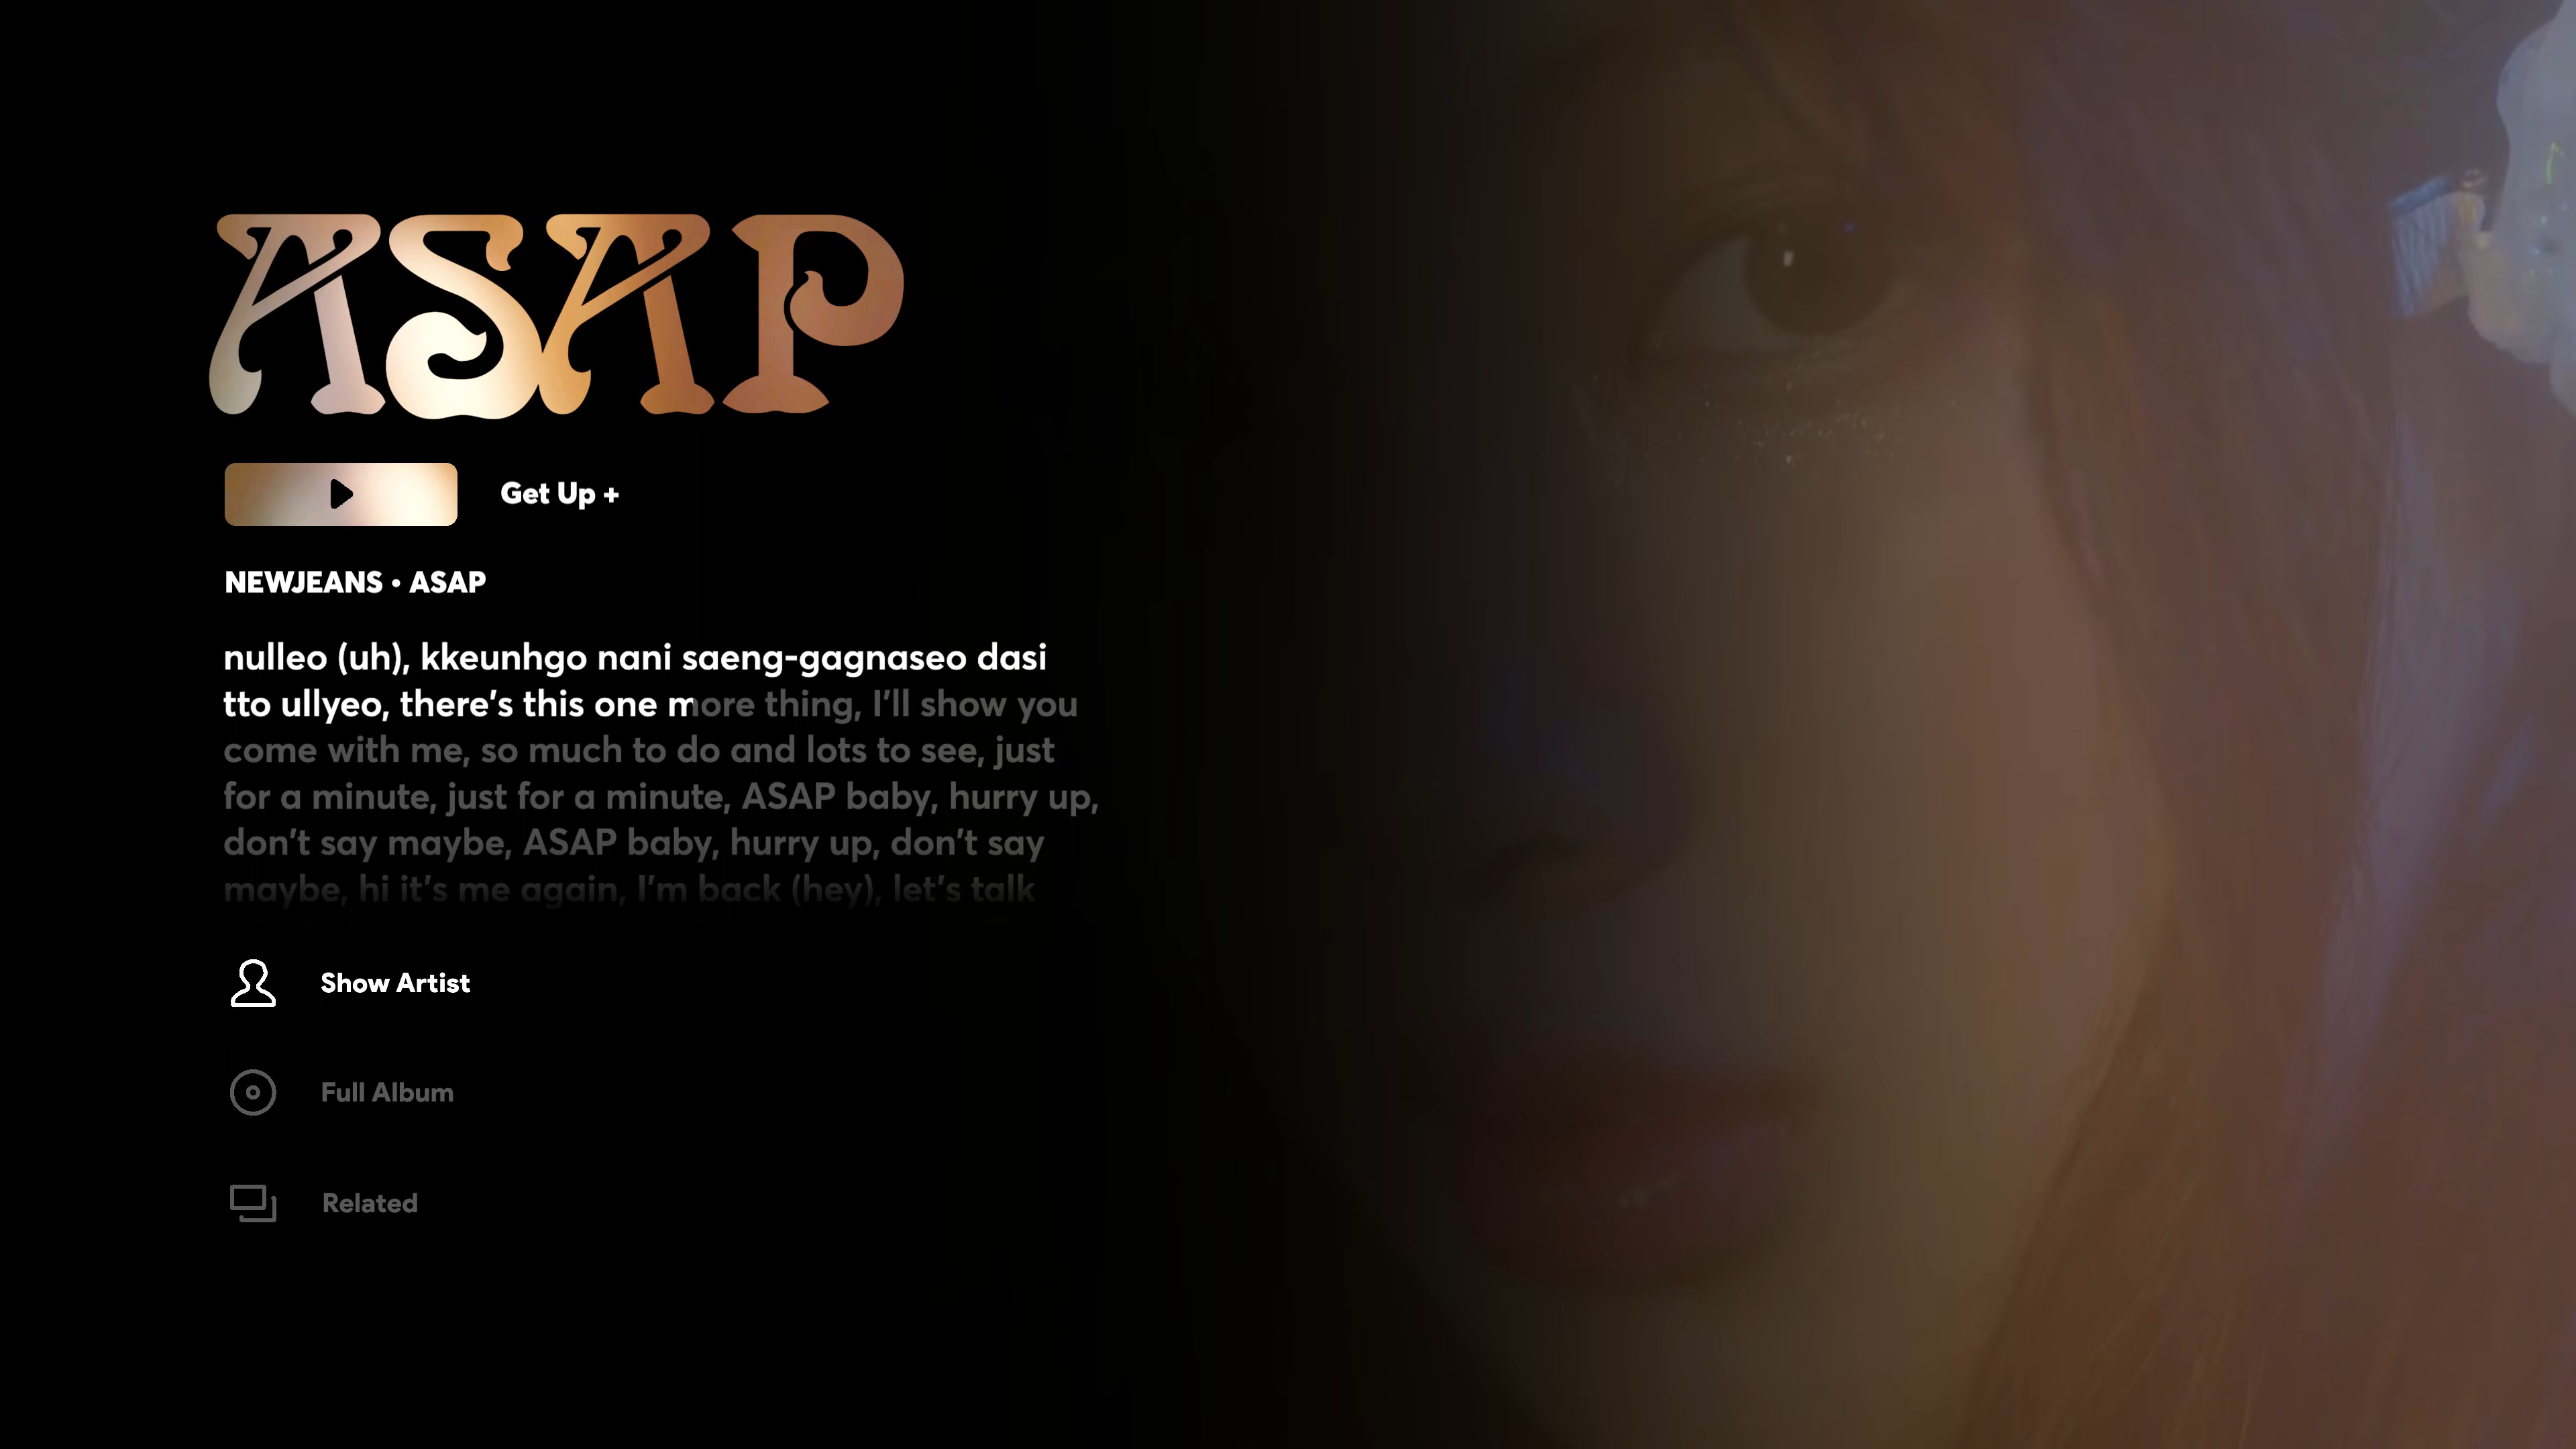 ASAP
Get Up +
NEWJEANS • ASAP
nulleo (uh), kkeunhgo nani saeng-gagnaseo dasi
tto ullyeo, there's this one more thing, I'll show you
come with me, so much to do and lots to see, just
for a minute, just for a minute, ASAP baby, hurry up,
don't say maybe, ASAP baby, hurry up, don't say
maybe, hi it's me again, I'm back (hey), let's talk
Show Artist
Full Album
Related